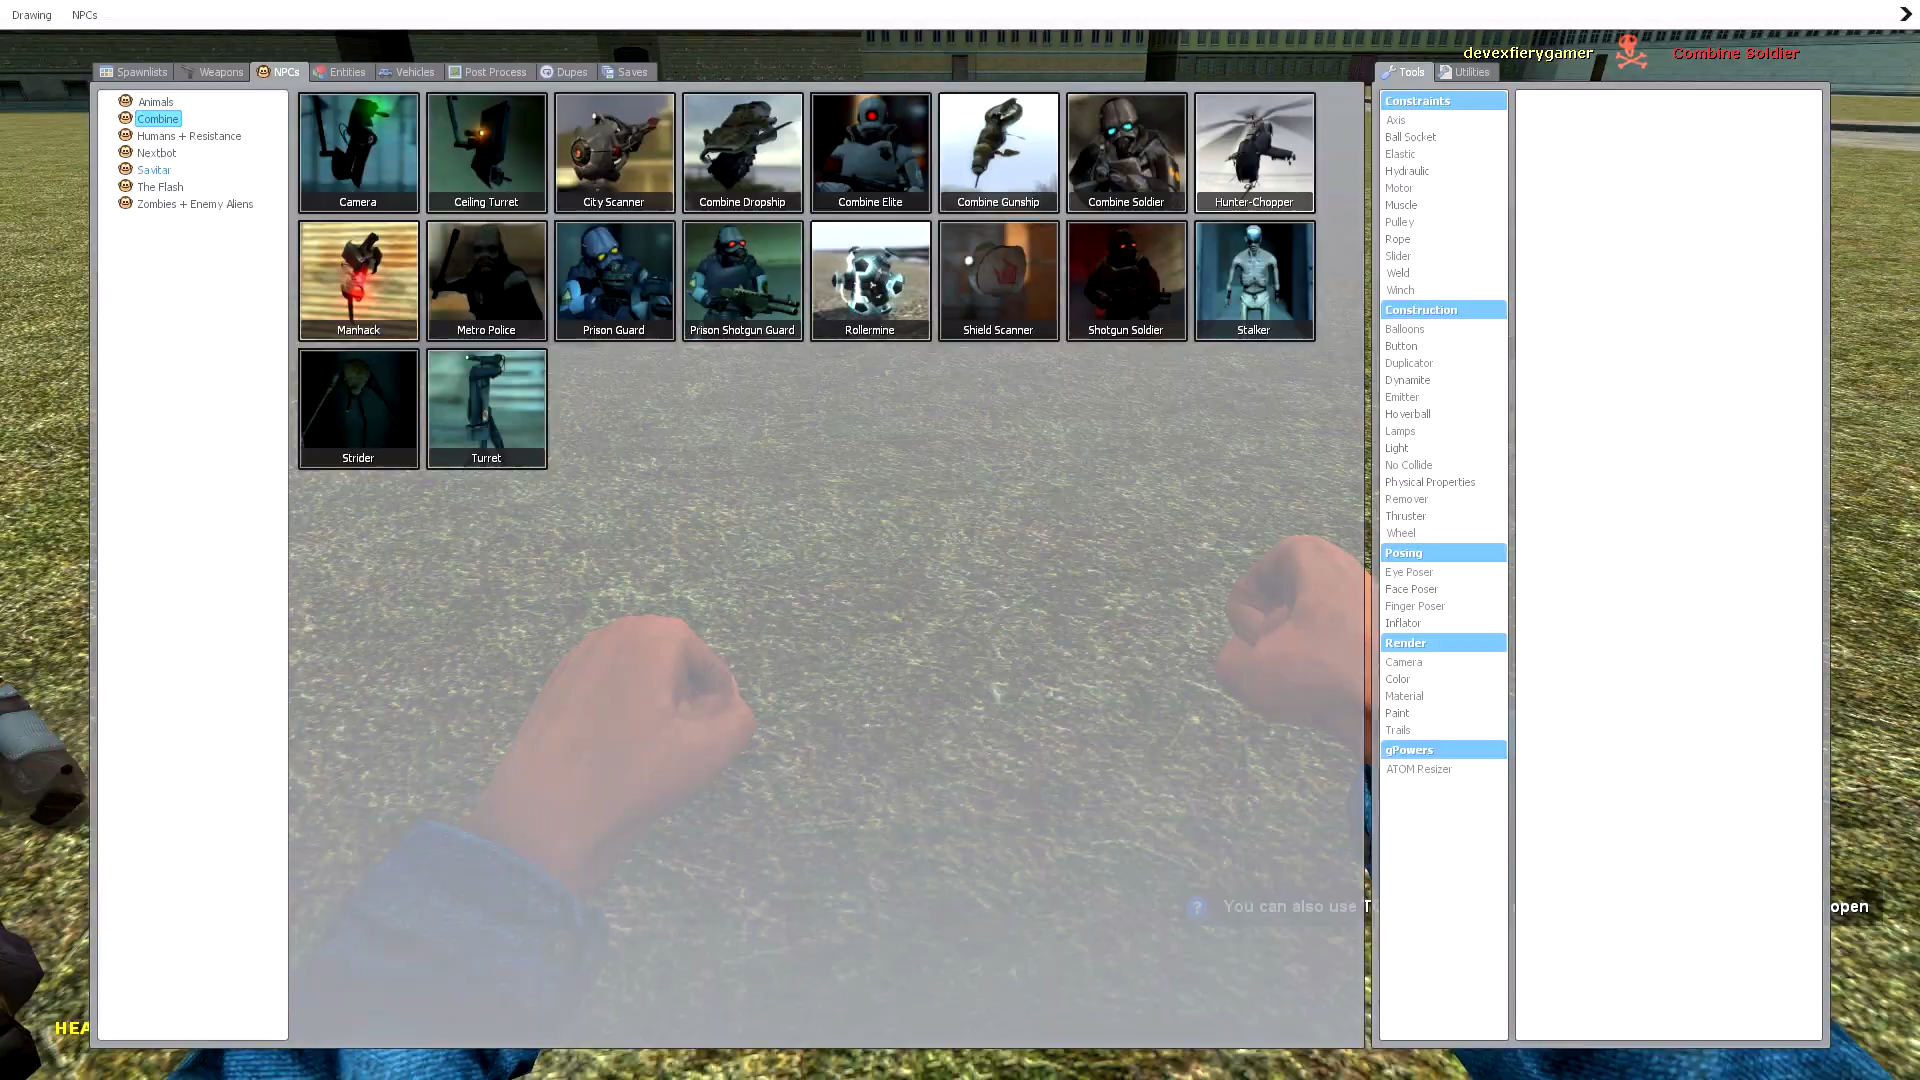 Drawing NPCs
devexfierygamer Combine Soldier
Spawnlists Weapons NPCs Entities Vehicles Post Process Dupes Saves
Tools Utilities
Animals
Combine
Humans + Resistance
Nextbot
Savitar
The Flash
Zombies + Enemy Aliens
Camera Ceiling Turret City Scanner Combine Dropship Combine Elite Combine Gunship Combine Soldier Hunter-Chopper
Manhack Metro Police Prison Guard Prison Shotgun Guard Rollermine Shield Scanner Shotgun Soldier Stalker
Strider Turret
Constraints
Axis
Ball Socket
Elastic
Hydraulic
Motor
Muscle
Pulley
Rope
Slider
Weld
Winch
Construction
Balloons
Button
Duplicator
Dynamite
Emitter
Hoverball
Lamps
Light
No Collide
Physical Properties
Remover
Thruster
Wheel
Posing
Eye Poser
Face Poser
Finger Poser
Inflator
Render
Camera
Color
Material
Paint
Trails
gPowers
ATOM Resizer
You can also use open
HEA